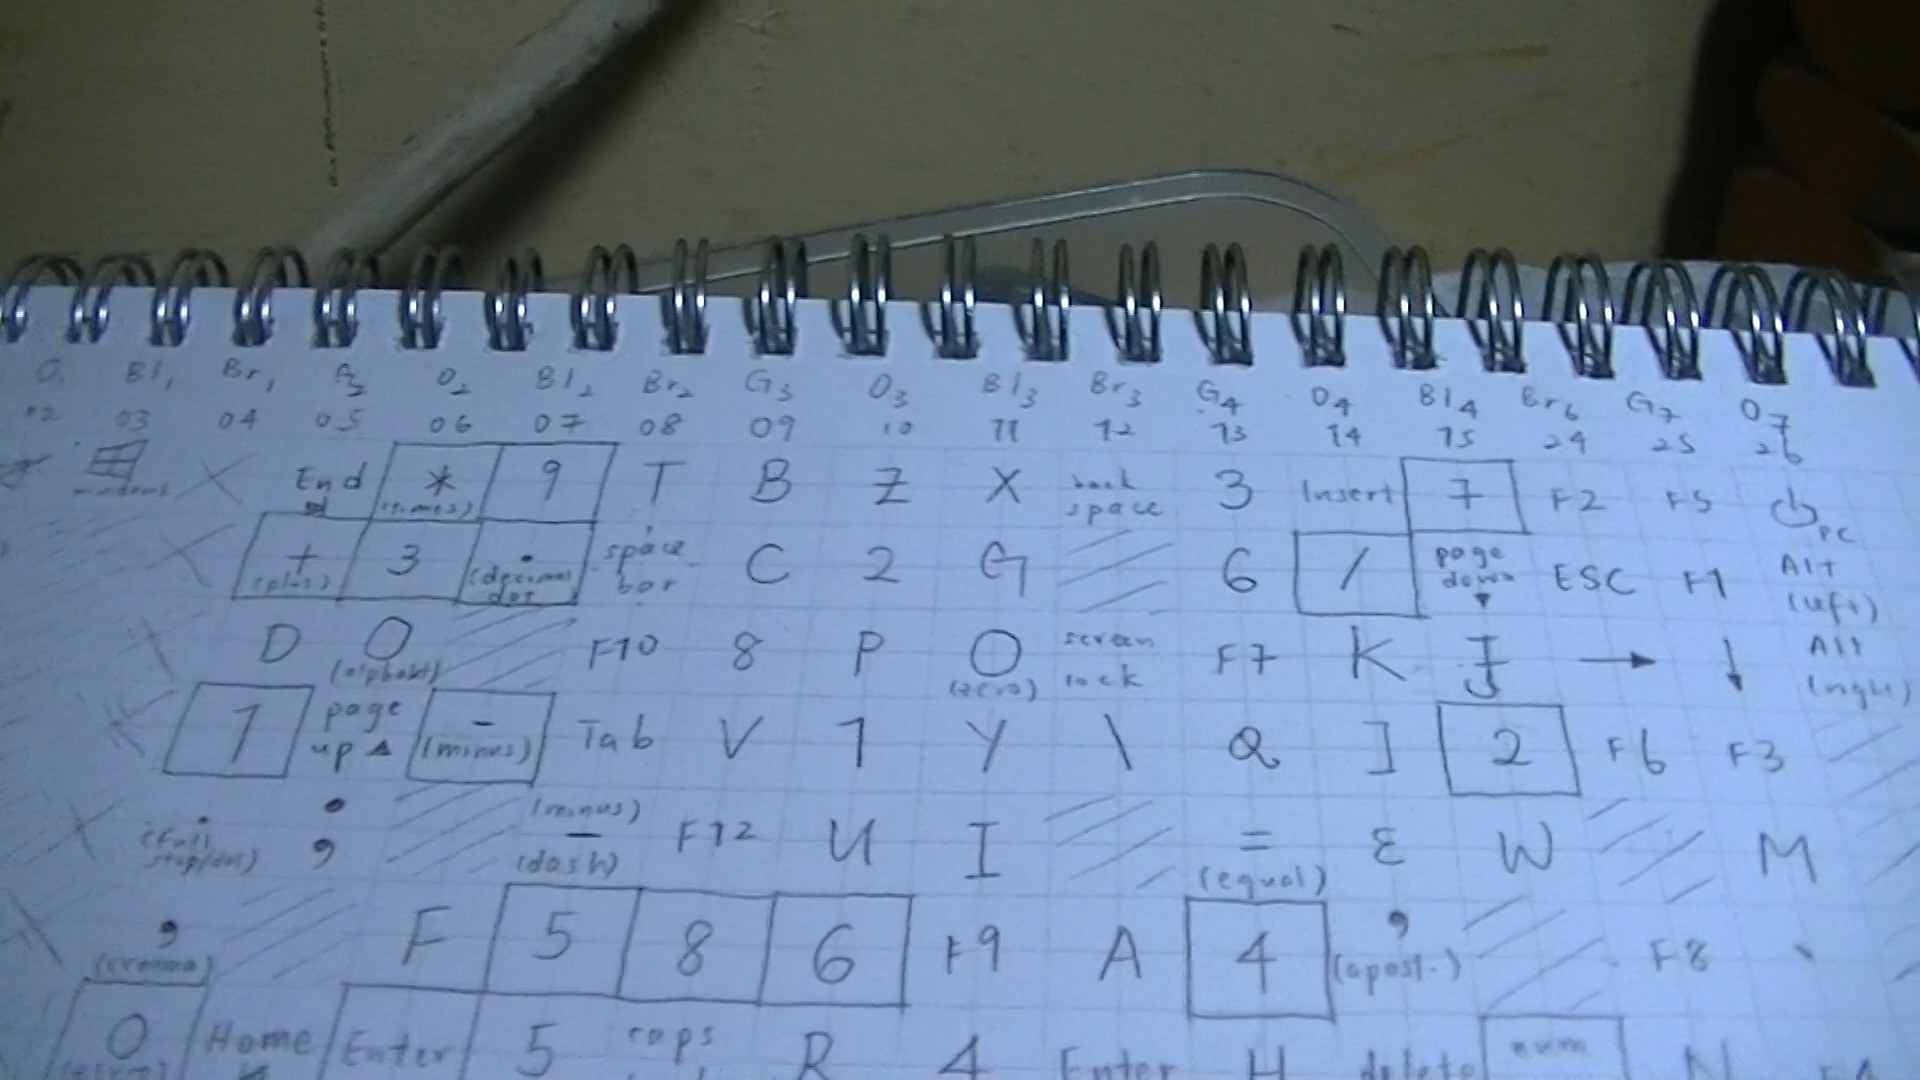 Bl1 Br1 G2 O2 Bl2 Br2 G3 O3 Bl3 Br3 G4 O4 Bl4 Br6 G7 O7
02 03 04 05 06 07 08 09 10 11 12 13 14 15 24 25 26
windows End * (times) 9 T B Z X back space 3 Insert 7 F2 F5 PC
+ (plus) 3 . (decimal dot) space bar C 2 G 6 / page down ▼ ESC F1 Alt (left)
D O (alphabet) F10 8 P O (zero) screen lock F7 K J → ↓ Alt (right)
1 page up ▲ - (minus) Tab V 1 Y \ Q ] 2 F6 F3
. (full stop/dot) ; (minus) – (dash) F12 U I = (equal) E W M
, (comma) F 5 8 6 F9 A 4 ' (apost.) F8 `
0 Home Enter 5 caps R 4 Enter H delete num N